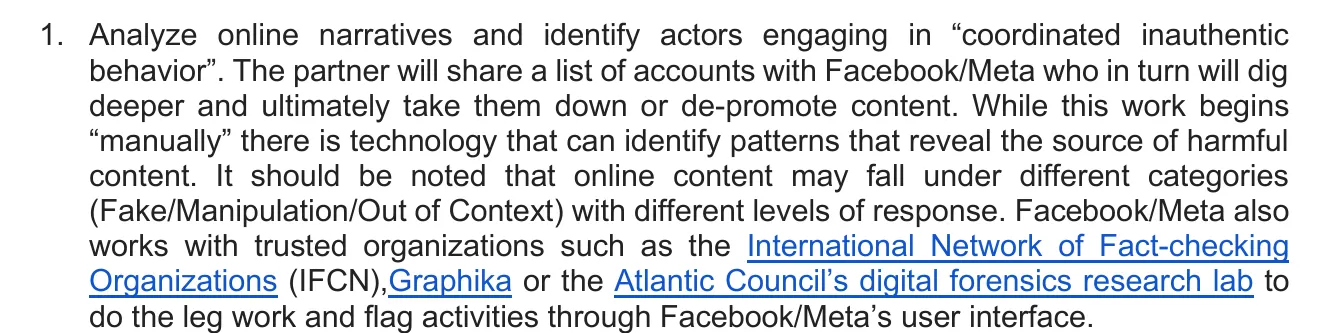 1. Analyze online narratives and identify actors engaging in “coordinated inauthentic
behavior”. The partner will share a list of accounts with Facebook/Meta who in turn will dig
deeper and ultimately take them down or de-promote content. While this work begins
“manually” there is technology that can identify patterns that reveal the source of harmful
content. It should be noted that online content may fall under different categories
(Fake/Manipulation/Out of Context) with different levels of response. Facebook/Meta also
works with trusted organizations such as the International Network of Fact-checking
Organizations (IFCN),Graphika or the Atlantic Council’s digital forensics research lab to
do the leg work and flag activities through Facebook/Meta’s user interface.